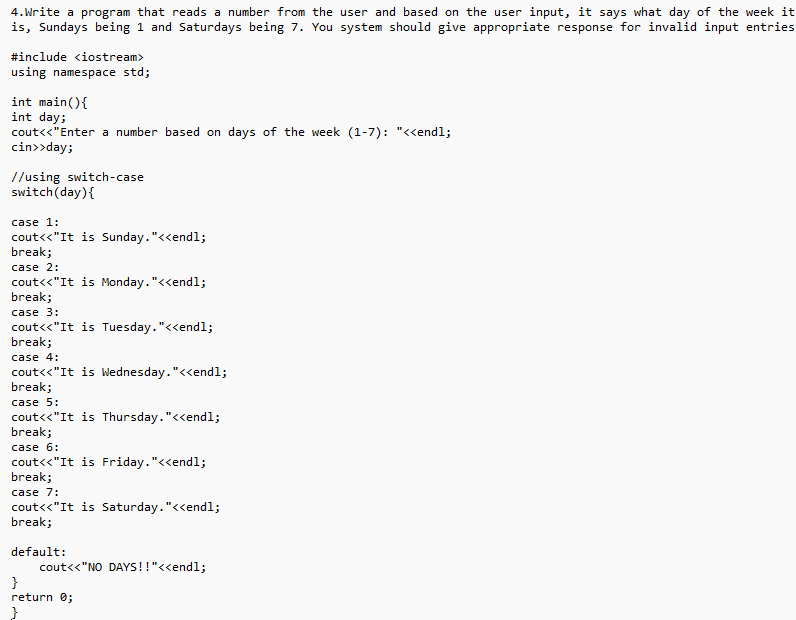 4.Write a program that reads a number from the user and based on the user input, it says what day of the week it
is, Sundays being 1 and Saturdays being 7. You system should give appropriate response for invalid input entries
#include <iostream>
using namespace std;
int main(){
int day;
cout<<"Enter a number based on days of the week (1-7): "<<endl;
cin>>day;
//using switch-case
switch(day){
case 1:
cout<<"It is Sunday."<<endl;
break;
case 2:
cout<<"It is Monday."<<endl;
break;
case 3:
cout<<"It is Tuesday."<<endl;
break;
case 4:
cout<<"It is Wednesday."<<endl;
break;
case 5:
cout<<"It is Thursday."<<endl;
break;
case 6:
cout<<"It is Friday."<<endl;
break;
case 7:
cout<<"It is Saturday."<<endl;
break;
default:
    cout<<"NO DAYS!!"<<endl;
}
return 0;
}